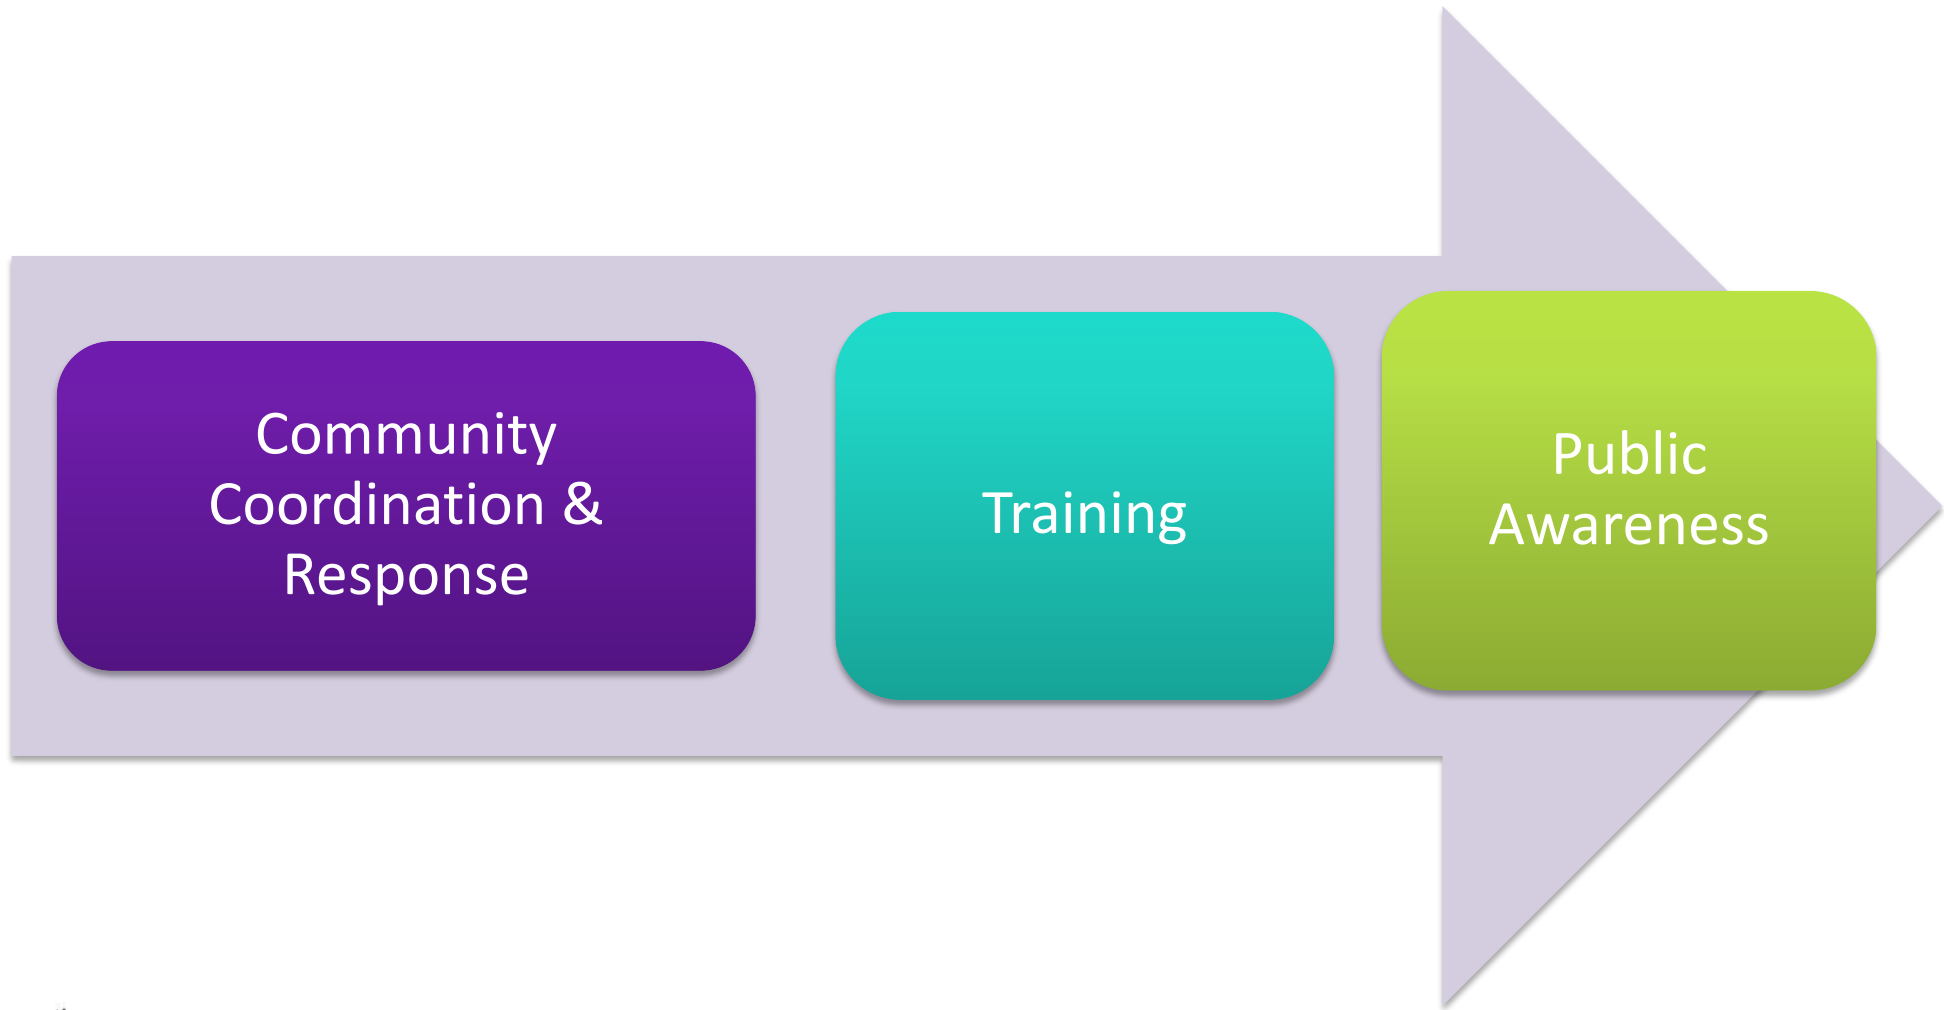 Community
Coordination &
Response
Training
Public
Awareness